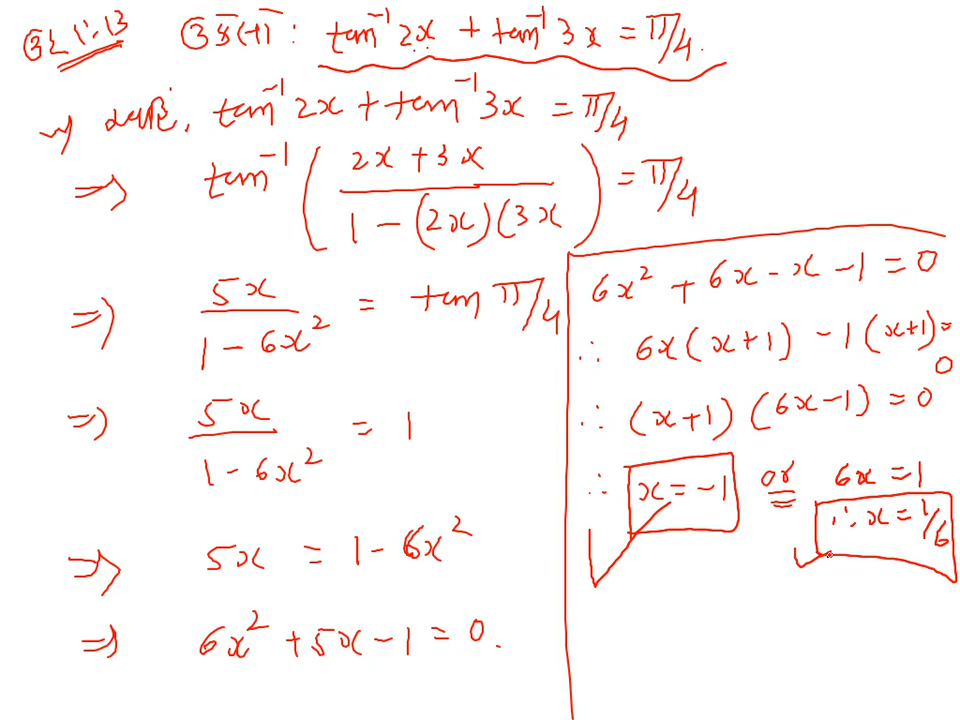 13 : tan⁻¹ 2x + tan⁻¹ 3x = π/4.
→ અહીં, tan⁻¹ 2x + tan⁻¹ 3x = π/4
⇒ tan⁻¹ ( (2x + 3x) / (1 - (2x)(3x ) = π/4
⇒ 5x / (1 - 6x²) = tan π/4
⇒ 5x / (1 - 6x²) = 1
⇒ 5x = 1 - 6x²
⇒ 6x² + 5x - 1 = 0.
6x² + 6x - x - 1 = 0
∴ 6x(x+1) - 1(x+1) = 0
∴ (x+1) (6x-1) = 0
∴ x = -1 or 6x = 1
∴ x = 1/6